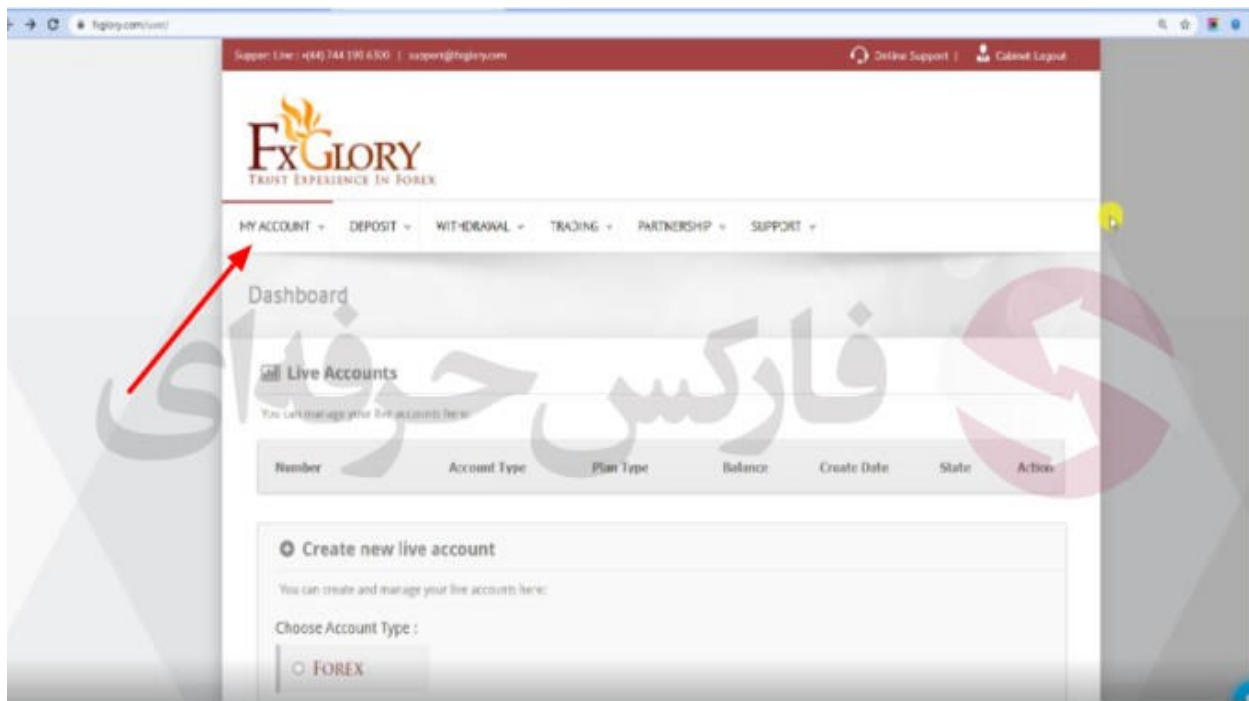 fxglory.com/user/
Support Line : +(44) 744 190 6300 | support@fxglory.com
Online Support | Cabinet Logout
FXGLORY
TRUST EXPERIENCE IN FOREX
MY ACCOUNT DEPOSIT WITHDRAWAL TRADING PARTNERSHIP SUPPORT
Dashboard
فارکس حرفه‌ای
Live Accounts
You can manage your live accounts here:
Number Account Type Plan Type Balance Create Date State Action
Create new live account
You can create and manage your live accounts here:
Choose Account Type :
FOREX